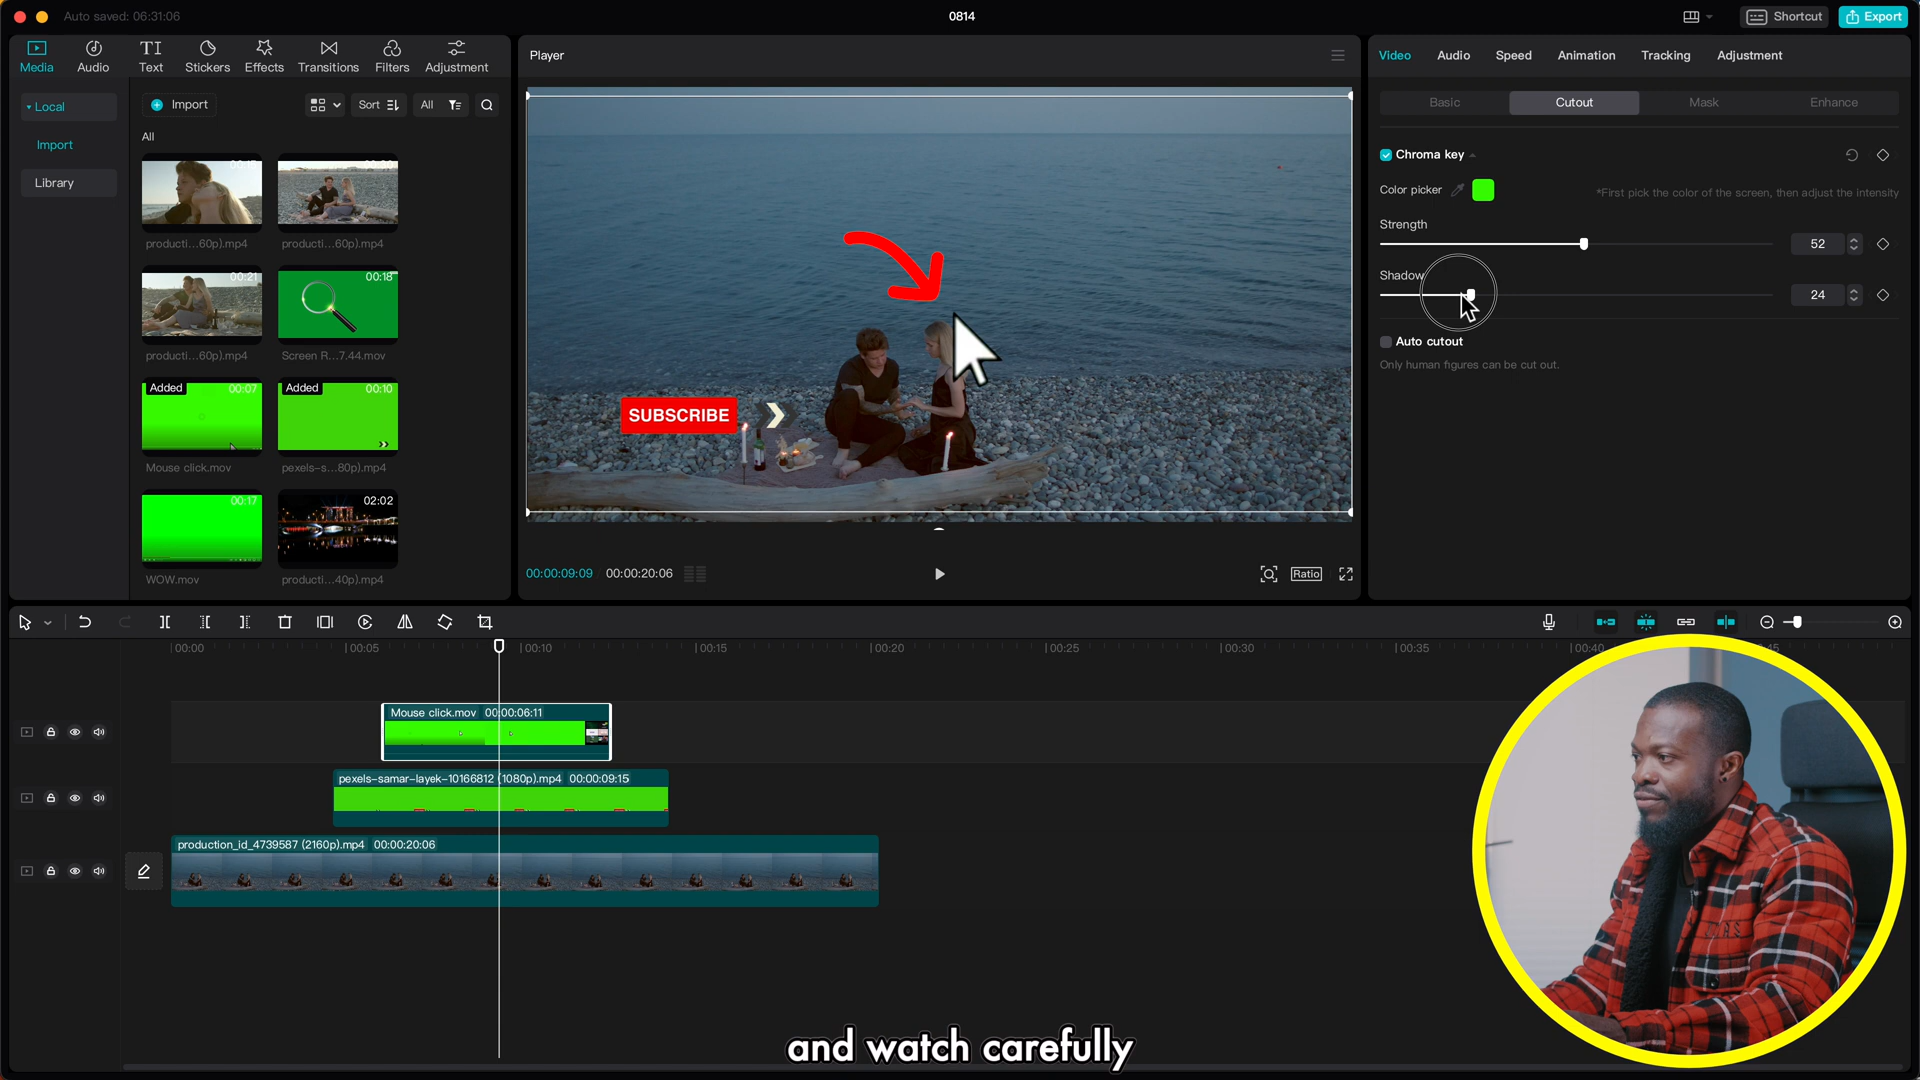 Auto saved: 06:31:06
0814
Shortcut
Export
Media
Audio
Text
Stickers
Effects
Transitions
Filters
Adjustment
Local
Import
Library
Import
Sort
All
All
producti...60p).mp4
producti...60p).mp4
00:21
producti...60p).mp4
00:18
Screen R...7.44.mov
Added
00:07
Mouse click.mov
Added
00:10
pexels-s...80p).mp4
00:17
WOW.mov
02:02
producti...40p).mp4
Player
SUBSCRIBE
00:00:09:09
00:00:20:06
Ratio
Video
Audio
Speed
Animation
Tracking
Adjustment
Basic
Cutout
Mask
Enhance
Chroma key
Color picker
*First pick the color of the screen, then adjust the intensity
Strength
52
Shadow
24
Auto cutout
Only human figures can be cut out.
00:00
00:05
00:10
00:15
00:20
00:25
00:30
00:35
00:40
Mouse click.mov 00:00:06:11
pexels-samar-layek-10166812 (1080p).mp4 00:00:09:15
production_id_4739587 (2160p).mp4 00:00:20:06
and watch carefully